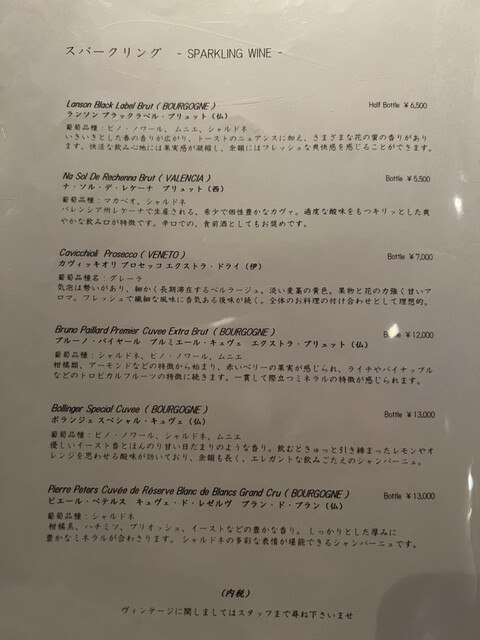 スパークリング - SPARKLING WINE -
Lanson Black Label Brut ( BOURGOGNE ) Half Bottle ¥6,500
ランソン ブラックラベル・ブリュット（仏）
葡萄品種：ピノ・ノワール、ムニエ、シャルドネ
いきいきとした春の香りが広がり、トーストのニュアンスに加え、さまざまな花の蜜の香りがあり
ます。快活な飲み心地には果実感が凝縮し、余韻にはフレッシュな爽快感を感じることができます。
Na Sol De Rechenna Brut ( VALENCIA ) Bottle ¥5,500
ナ・ソル・デ・レケーナ ブリュット（西）
葡萄品種：マカベオ、シャルドネ
バレンシア州レケーナで生産される、希少で個性豊かなカヴァ。適度な酸味をもつキリッとした爽
やかな飲み口が特徴です。辛口での、食前酒としてもお奨めです。
Cavicchioli Prosecco ( VENETO ) Bottle ¥7,000
カヴィッキオリ プロセッコ エクストラ・ドライ（伊）
葡萄品種名：グレーラ
気泡は勢いがあり、細かく長期滞在するペルラージュ。淡い麦藁の黄色。果物と花の力強く甘いア
ロマ。フレッシュで繊細な風味に香気ある後味が続く。全体のお料理の付け合わせとして理想的。
Bruno Paillard Premier Cuvee Extra Brut ( BOURGOGNE ) ¥12,000
ブルーノ・パイヤール プルミエール・キュヴェ エクストラ・ブリュット（仏）
葡萄品種：シャルドネ、ピノ・ノワール、ムニエ
柑橘類、アーモンドなどの特徴から始まり、赤いベリーの果実が感じられ、ライチやパイナップル
などのトロピカルフルーツの特徴に続きます。一貫して際立つミネラルの特徴が感じられます。
Bollinger Special Cuvee ( BOURGOGNE ) Bottle ¥13,000
ボランジェ スペシャル・キュヴェ（仏）
葡萄品種：ピノ・ノワール、シャルドネ、ムニエ
優しいイースト香とほんのり甘い日だまりのような香り。飲むときゅっと引き締まったレモンやオ
レンジを思わせる酸味が効いており、余韻も長く、エレガントな飲みごたえのシャンパーニュ。
Pierre Peters Cuvée de Réserve Blanc de Blancs Grand Cru ( BOURGOGNE ) Bottle ¥13,000
ピエール・ペテルス キュヴェ・ド・レゼルヴ ブラン・ド・ブラン（仏）
葡萄品種：シャルドネ
柑橘系、ハチミツ、ブリオッシュ、イーストなどの豊かな香り。 しっかりとした厚みに
豊かなミネラルが合わさります。 シャルドネの多彩な表情が堪能できるシャンパーニュです。
（内税）
ヴィンテージに関しましてはスタッフまで尋ね下さいませ